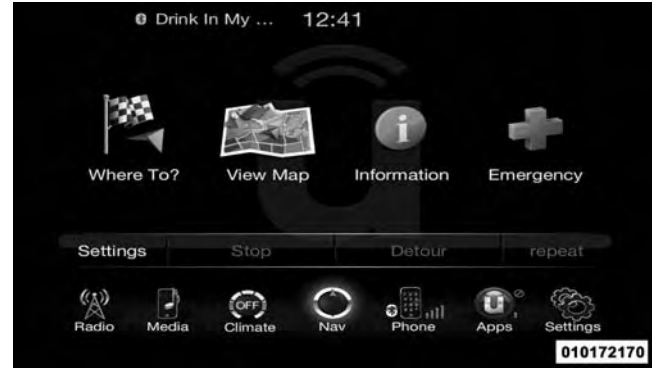 Drink In My ... 12:41
Where To? View Map Information Emergency
Settings Stop Detour repeat
OFF
Radio Media Climate Nav Phone Apps Settings
010172170